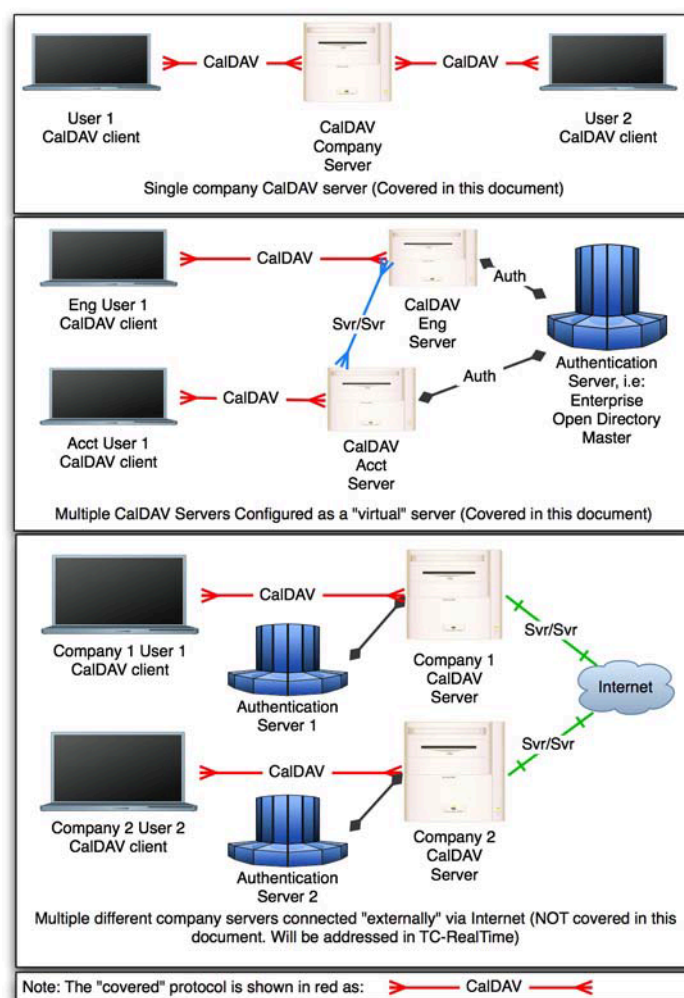 CalDAV
CalDAV
User 1
CalDAV client
CalDAV
Company
Server
User 2
CalDAV client
Single company CalDAV server (Covered in this document)
CalDAV
Eng User 1
CalDAV client
Svr/Svr
CalDAV
Eng
Server
Auth
Auth
Authentication
Server, i.e:
Enterprise
Open Directory
Master
CalDAV
Acct User 1
CalDAV client
CalDAV
Acct
Server
Multiple CalDAV Servers Configured as a "virtual" server (Covered in this document)
CalDAV
Company 1 User 1
CalDAV client
Authentication
Server 1
Company 1
CalDAV
Server
Svr/Svr
Internet
Svr/Svr
CalDAV
Company 2 User 2
CalDAV client
Authentication
Server 2
Company 2
CalDAV
Server
Multiple different company servers connected "externally" via Internet (NOT covered in this
document. Will be addressed in TC-RealTime)
Note: The "covered" protocol is shown in red as: CalDAV